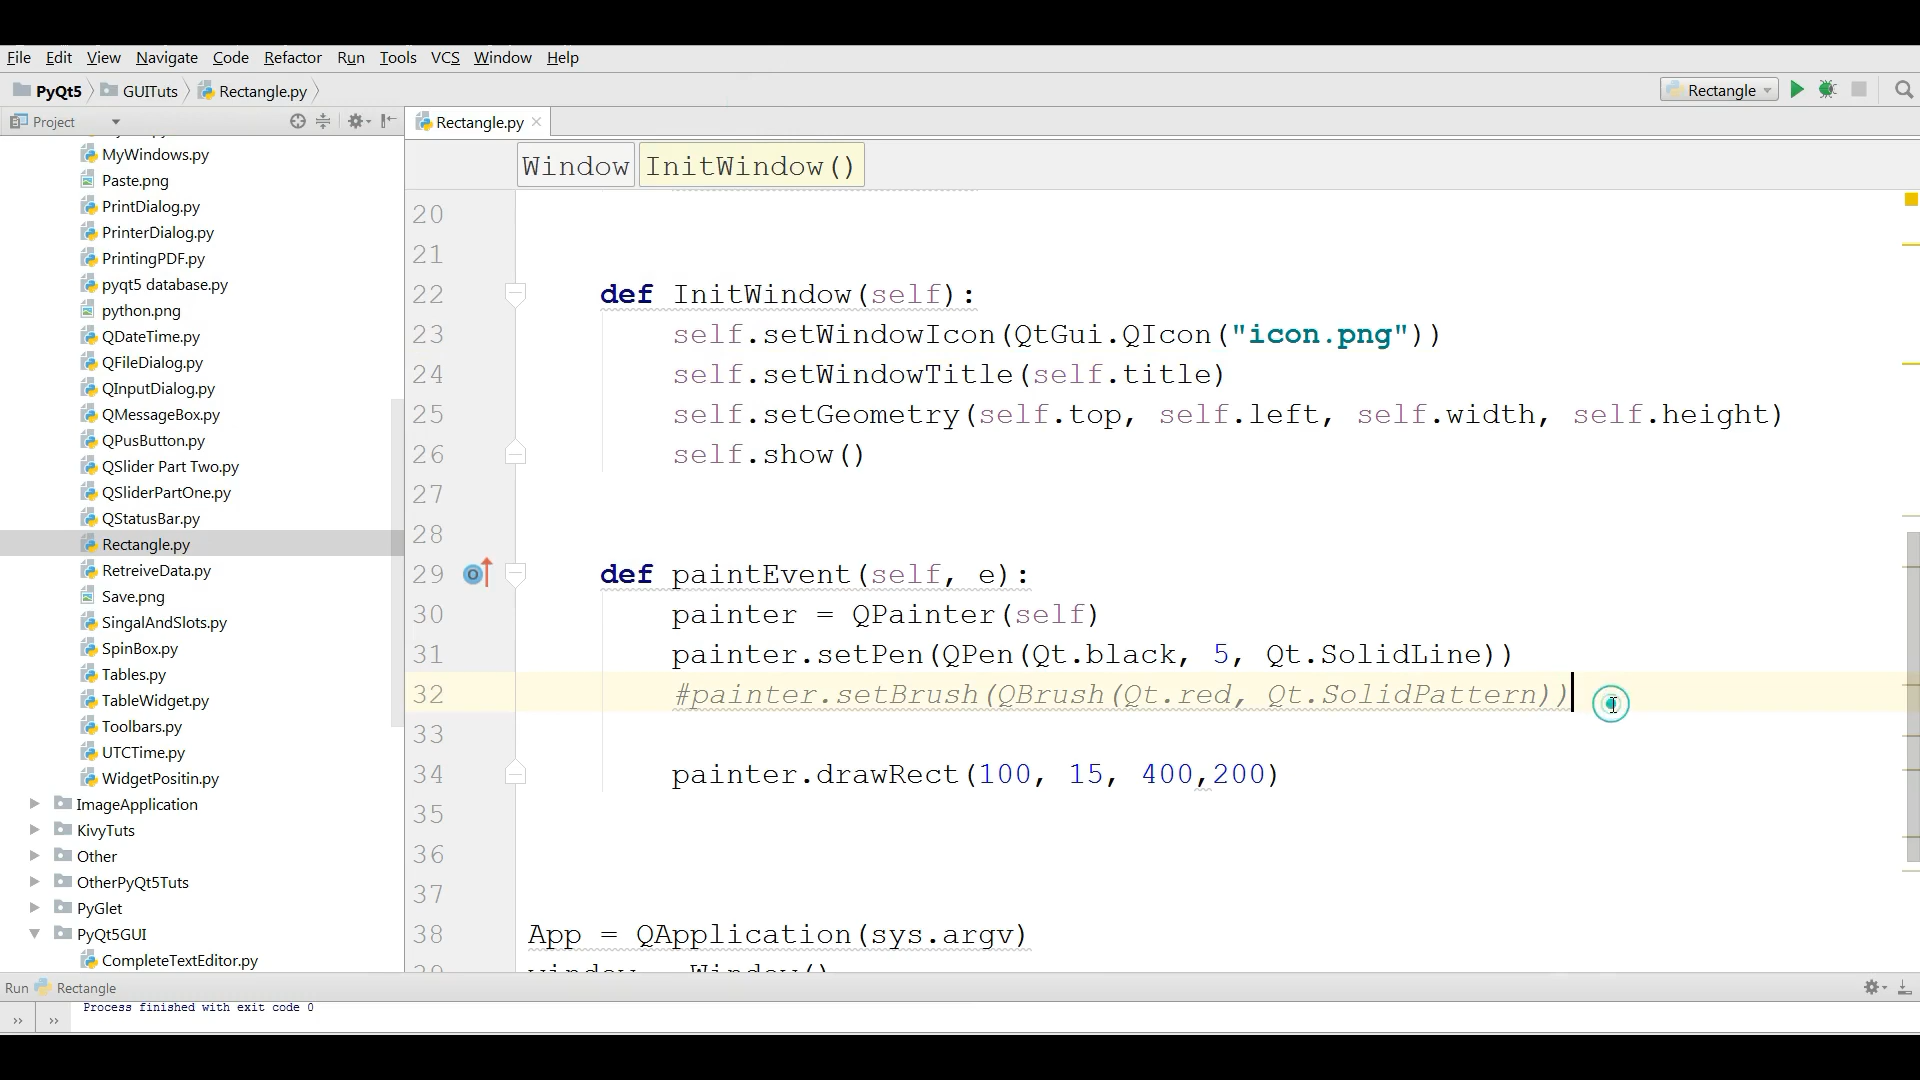 File Edit View Navigate Code Refactor Run Tools VCS Window Help
PyQt5 GUITuts Rectangle.py
Rectangle
Project
Rectangle.py
MyWindows.py
Paste.png
PrintDialog.py
PrinterDialog.py
PrintingPDF.py
pyqt5 database.py
python.png
QDateTime.py
QFileDialog.py
QInputDialog.py
QMessageBox.py
QPusButton.py
QSlider Part Two.py
QSliderPartOne.py
QStatusBar.py
Rectangle.py
RetreiveData.py
Save.png
SingalAndSlots.py
SpinBox.py
Tables.py
TableWidget.py
Toolbars.py
UTCTime.py
WidgetPositin.py
ImageApplication
KivyTuts
Other
OtherPyQt5Tuts
PyGlet
PyQt5GUI
CompleteTextEditor.py
Window InitWindow()
20
21
22 def InitWindow(self):
23 self.setWindowIcon(QtGui.QIcon("icon.png"))
24 self.setWindowTitle(self.title)
25 self.setGeometry(self.top, self.left, self.width, self.height)
26 self.show()
27
28
29 def paintEvent(self, e):
30 painter = QPainter(self)
31 painter.setPen(QPen(Qt.black, 5, Qt.SolidLine))
32 #painter.setBrush(QBrush(Qt.red, Qt.SolidPattern))
33
34 painter.drawRect(100, 15, 400,200)
35
36
37
38 App = QApplication(sys.argv)
Run Rectangle
Process finished with exit code 0